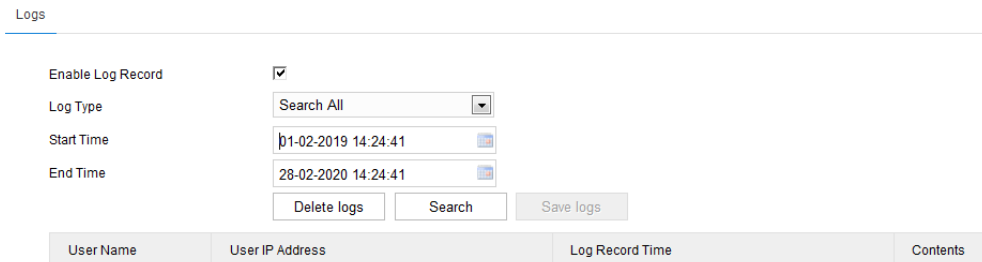 Logs
Enable Log Record
Log Type Search All
Start Time 01-02-2019 14:24:41
End Time 28-02-2020 14:24:41
Delete logs Search Save logs
User Name User IP Address Log Record Time Contents